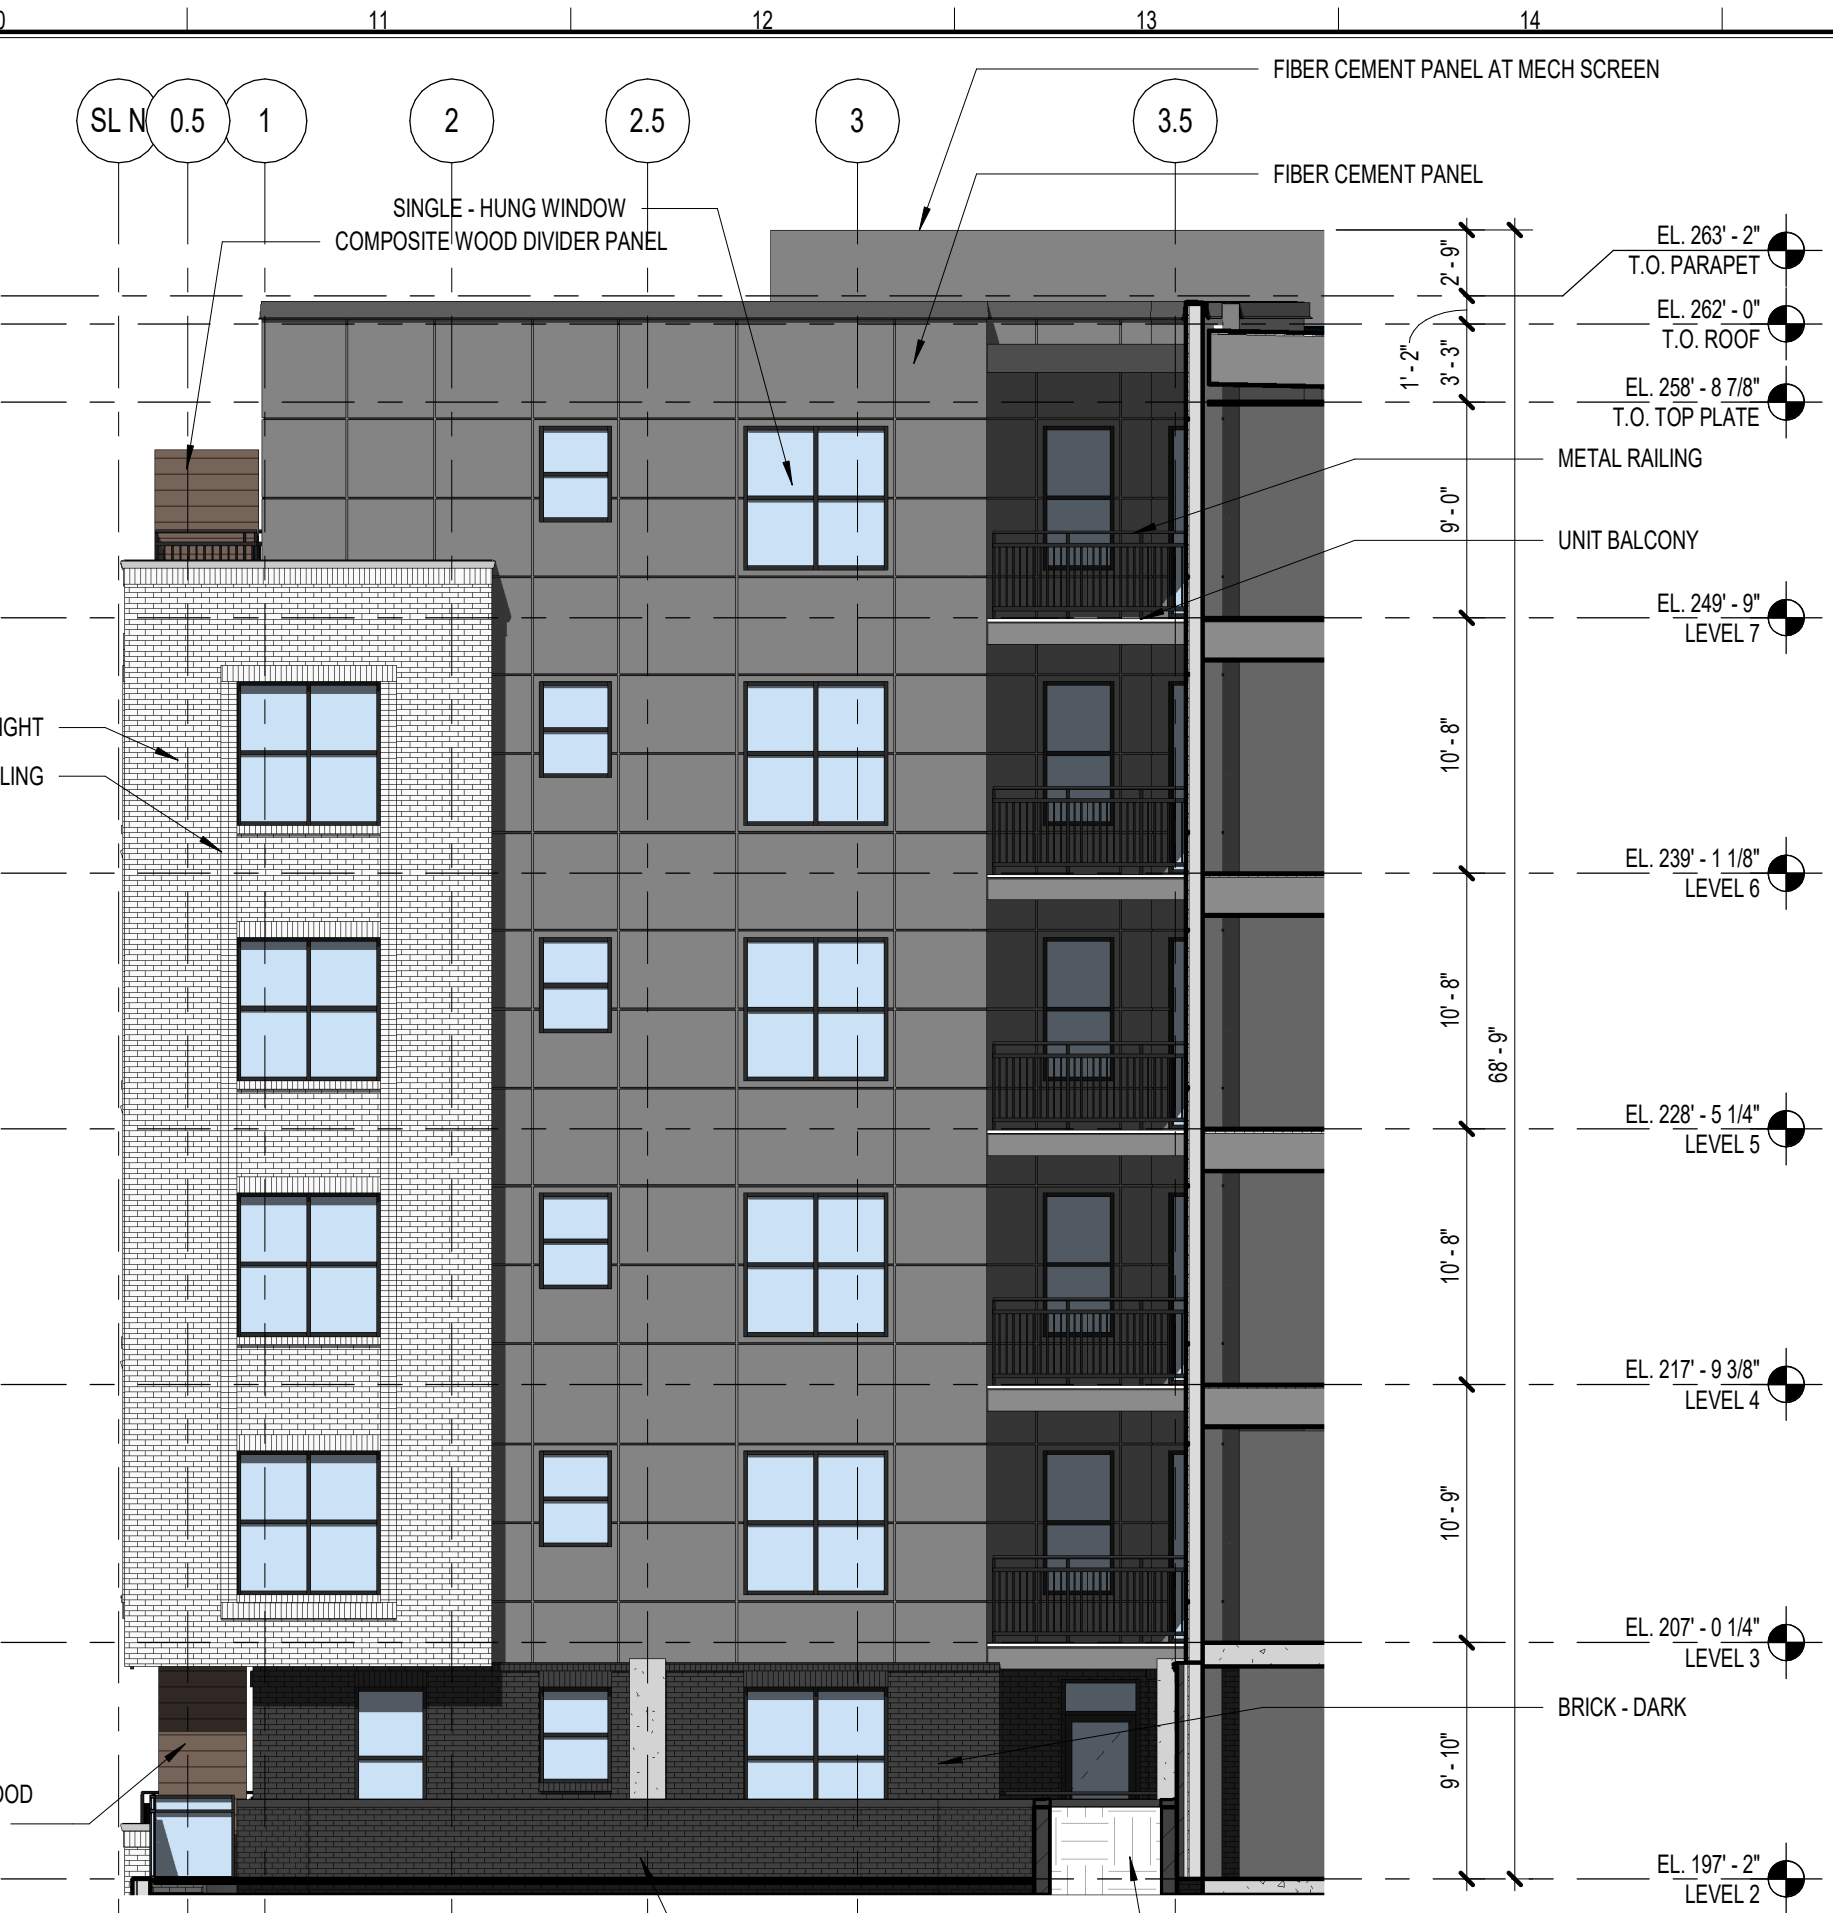 11
12
13
14
SL N
0.5
1
2
2.5
3
3.5
FIBER CEMENT PANEL AT MECH SCREEN
FIBER CEMENT PANEL
SINGLE - HUNG WINDOW
COMPOSITE WOOD DIVIDER PANEL
EL. 263' - 2"
T.O. PARAPET
2' - 9"
EL. 262' - 0"
T.O. ROOF
1' - 2"
3' - 3"
EL. 258' - 8 7/8"
T.O. TOP PLATE
METAL RAILING
9' - 0"
UNIT BALCONY
EL. 249' - 9"
LEVEL 7
IGHT
LING
10' - 8"
EL. 239' - 1 1/8"
LEVEL 6
10' - 8"
68' - 9"
EL. 228' - 5 1/4"
LEVEL 5
10' - 8"
EL. 217' - 9 3/8"
LEVEL 4
10' - 9"
EL. 207' - 0 1/4"
LEVEL 3
BRICK - DARK
9' - 10"
OOD
EL. 197' - 2"
LEVEL 2